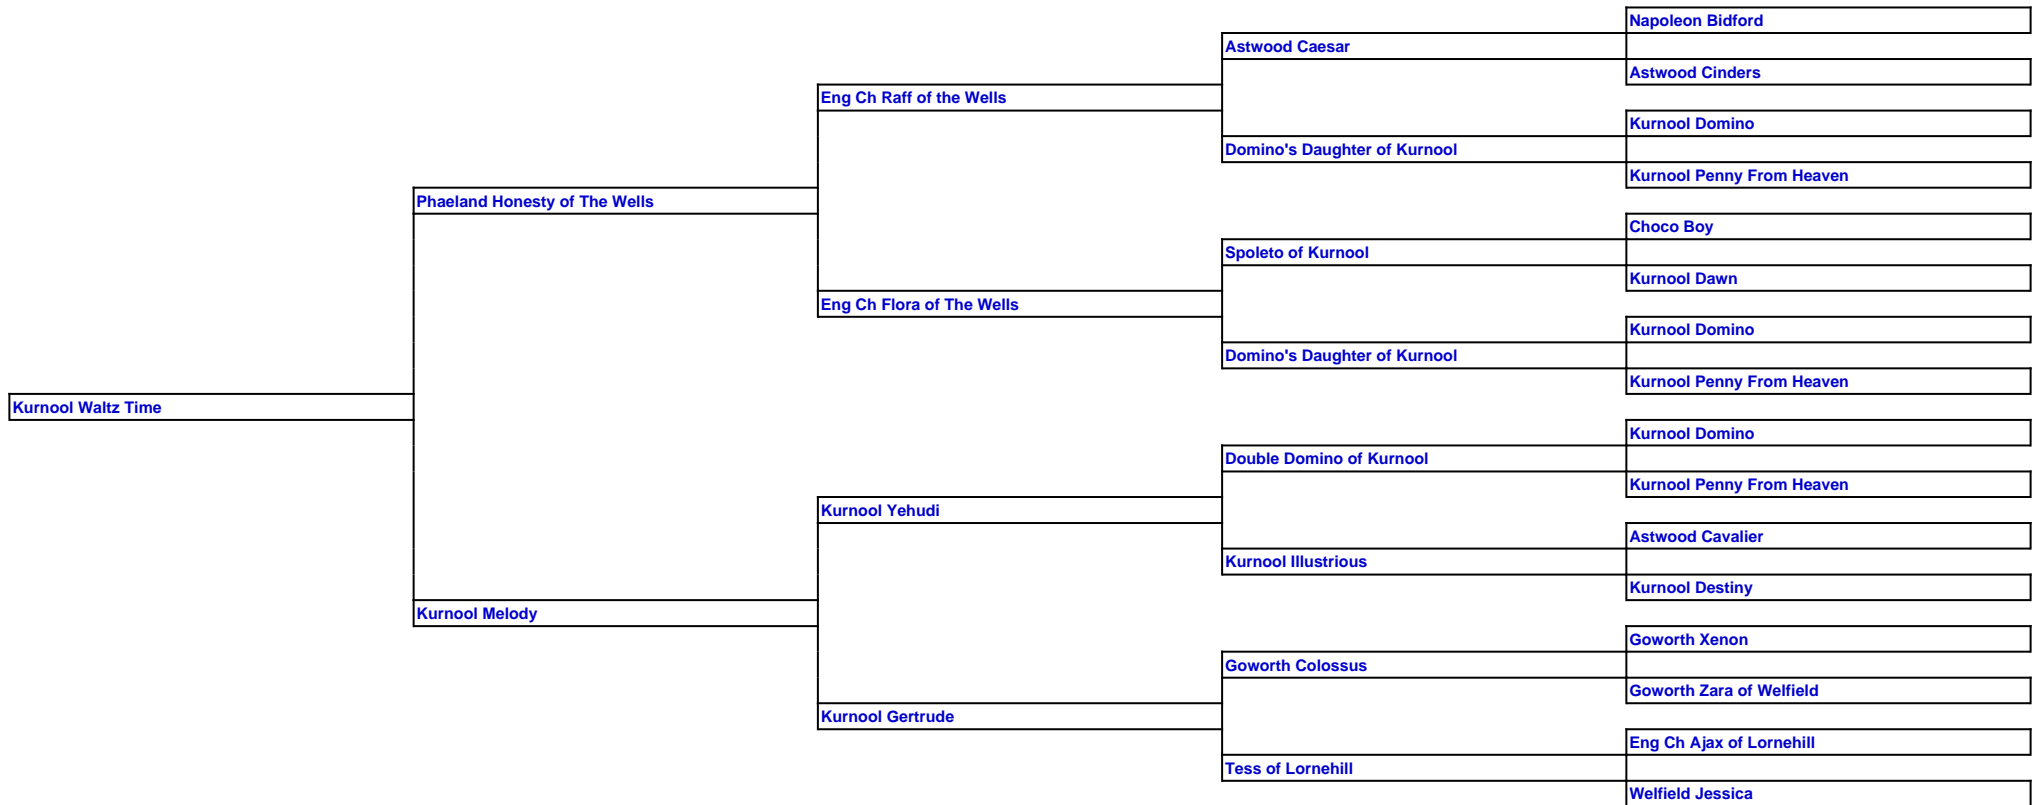 Napoleon Bidford
Astwood Caesar
Astwood Cinders
Eng Ch Raff of the Wells
Kurnool Domino
Domino's Daughter of Kurnool
Kurnool Penny From Heaven
Phaeland Honesty of The Wells
Choco Boy
Spoleto of Kurnool
Kurnool Dawn
Eng Ch Flora of The Wells
Kurnool Domino
Domino's Daughter of Kurnool
Kurnool Penny From Heaven
Kurnool Waltz Time
Kurnool Domino
Double Domino of Kurnool
Kurnool Penny From Heaven
Kurnool Yehudi
Astwood Cavalier
Kurnool Illustrious
Kurnool Destiny
Kurnool Melody
Goworth Xenon
Goworth Colossus
Goworth Zara of Welfield
Kurnool Gertrude
Eng Ch Ajax of Lornehill
Tess of Lornehill
Welfield Jessica